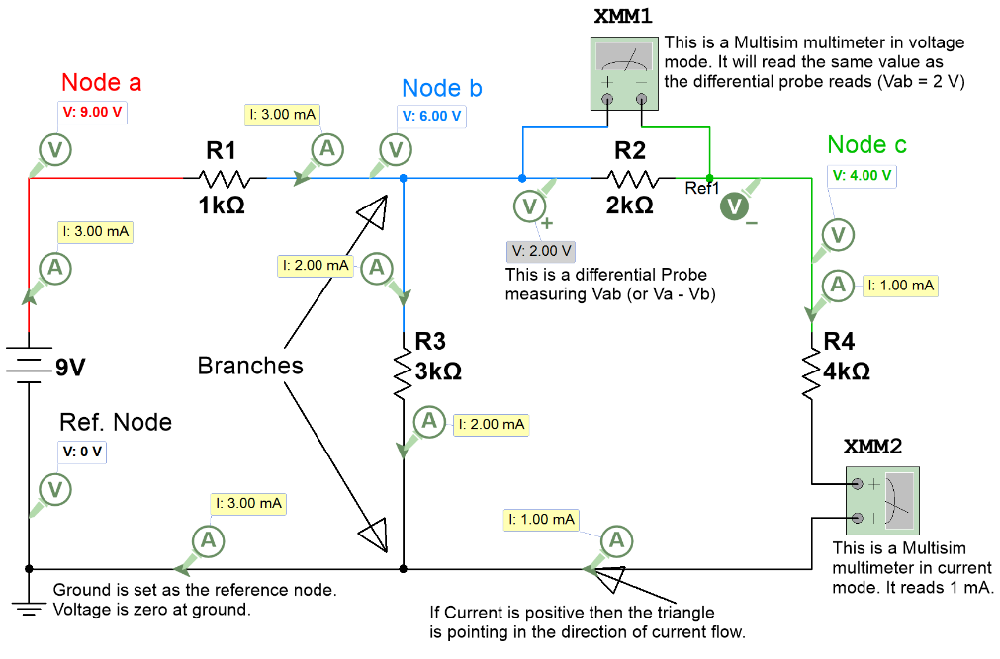 XMM1
This is a Multisim multimeter in voltage
mode. It will read the same value as
the differential probe reads (Vab = 2 V)
+ −
Node a
V: 9.00 V
V
I: 3.00 mA
A
Node b
V: 6.00 V
V
Node c
V: 4.00 V
V
R1
1kΩ
R2
2kΩ
Ref1
V
+
V
−
V: 2.00 V
This is a differential Probe
measuring Vab (or Va - Vb)
I: 3.00 mA
A
I: 2.00 mA
A
A
I: 1.00 mA
Branches
R3
3kΩ
R4
4kΩ
9V
Ref. Node
V: 0 V
V
A
I: 2.00 mA
XMM2
+
−
This is a Multisim
multimeter in current
mode. It reads 1 mA.
I: 3.00 mA
A
I: 1.00 mA
A
Ground is set as the reference node.
Voltage is zero at ground.
If Current is positive then the triangle
is pointing in the direction of current flow.